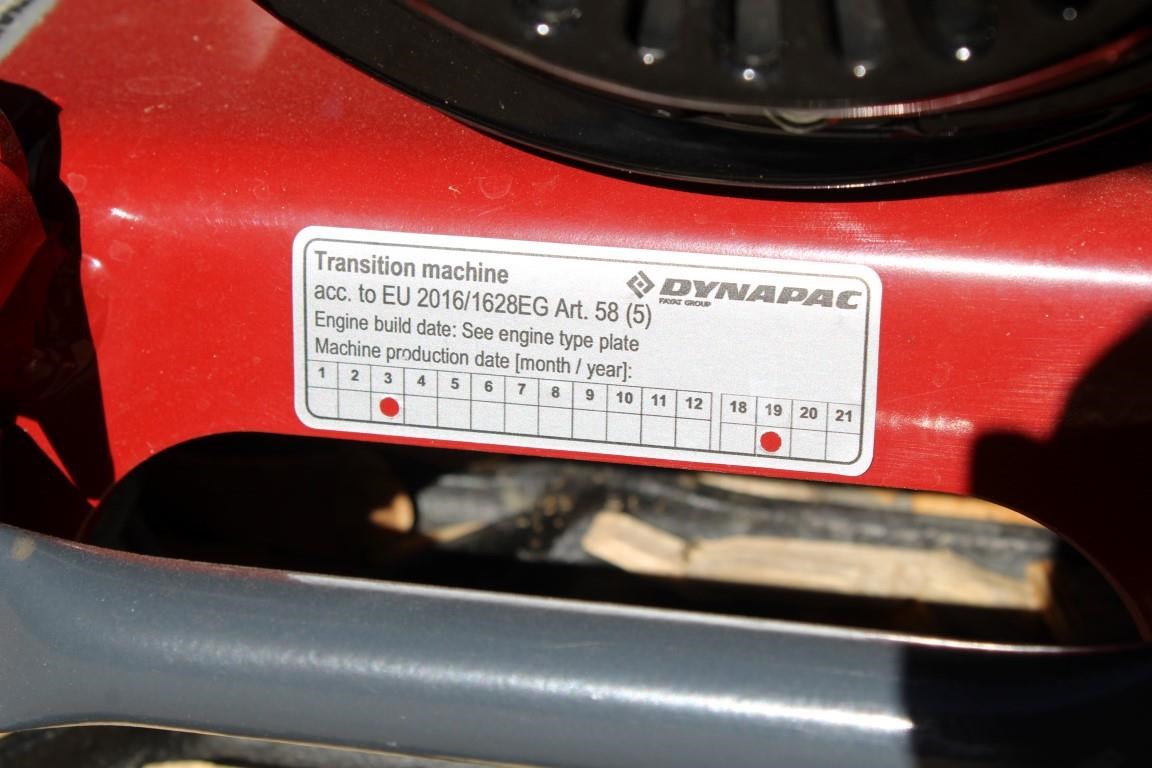 Transition machine
DYNAPAC
FAYAT GROUP
acc. to EU 2016/1628EG Art. 58 (5)
Engine build date: See engine type plate
Machine production date [month / year]:
1 2 3 4 5 6 7 8 9 10 11 12 18 19 20 21